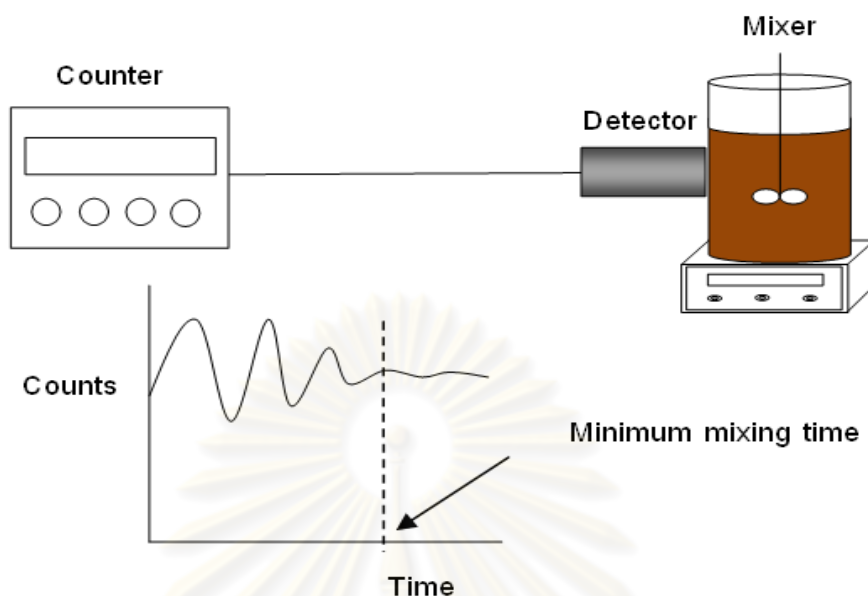 Mixer
Counter
Detector
Counts
Minimum mixing time
Time